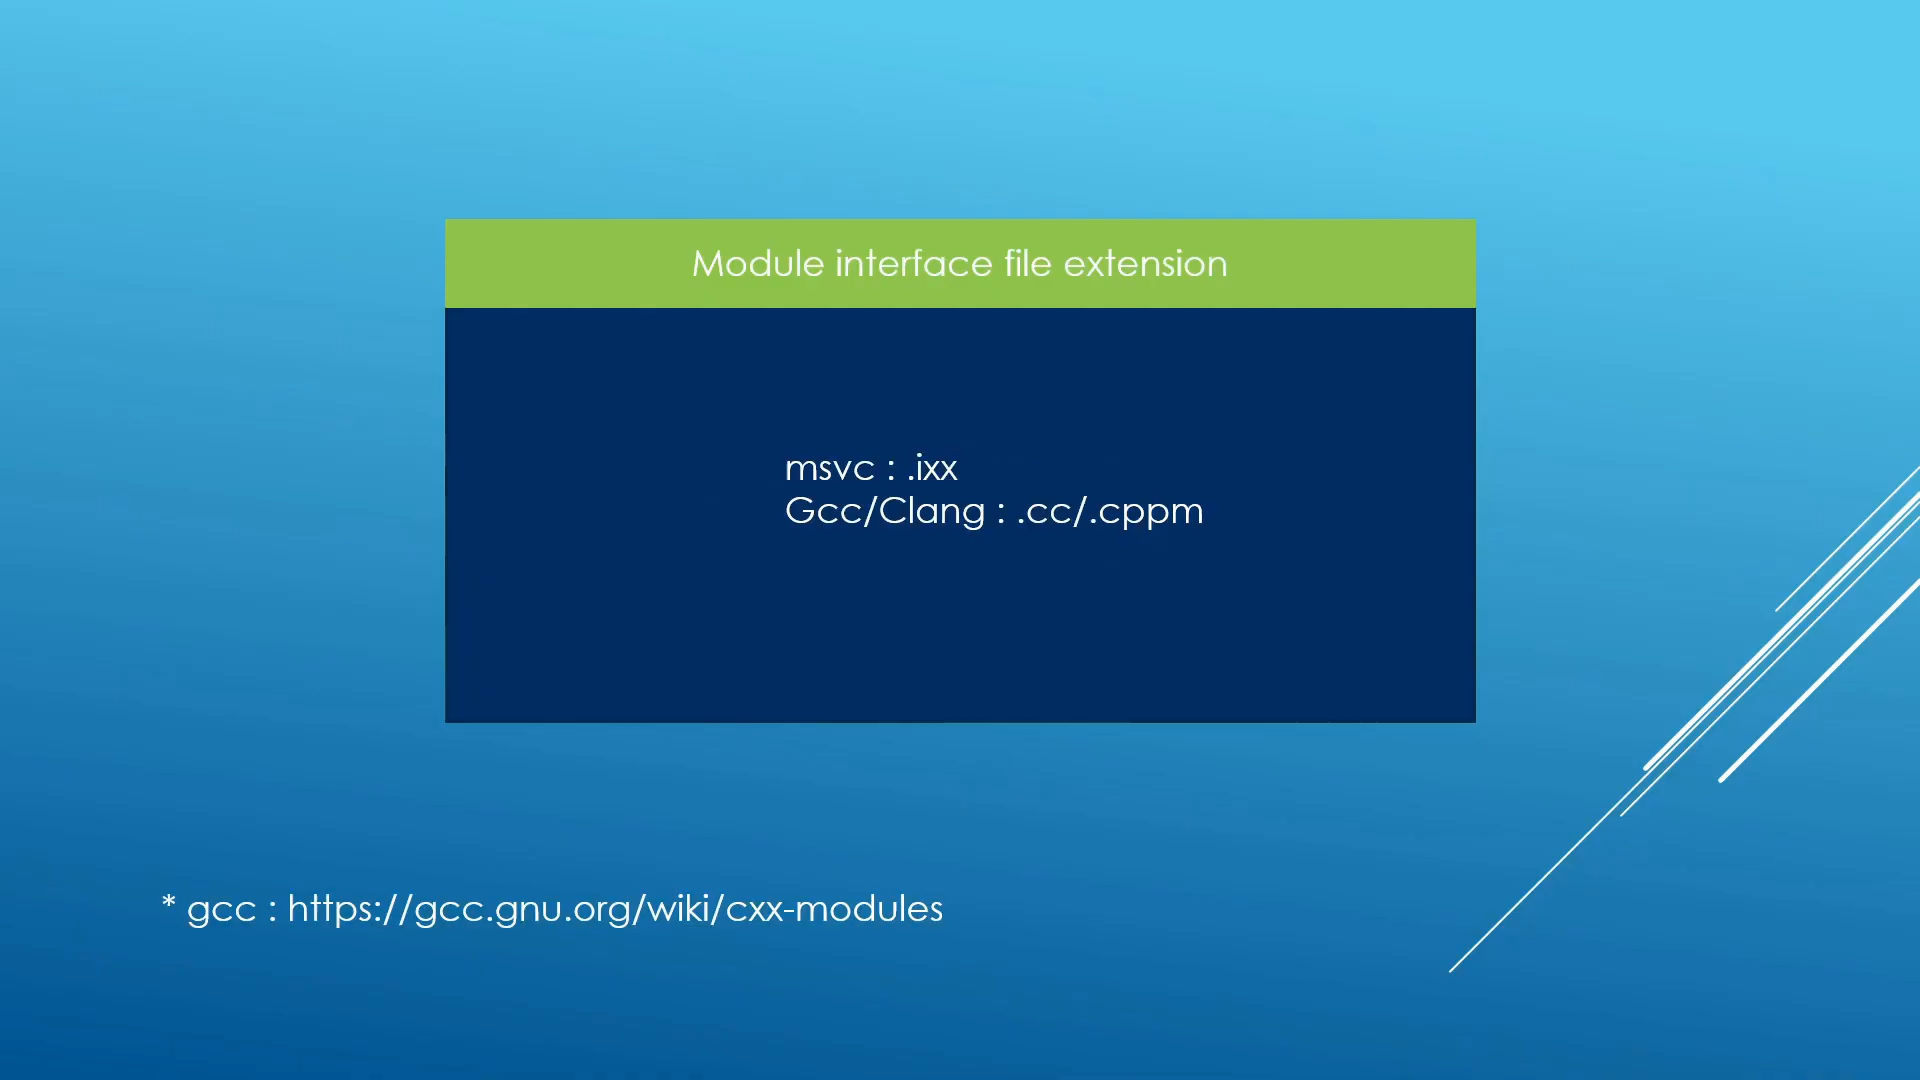 Module interface file extension
msvc : .ixx
Gcc/Clang : .cc/.cppm
* gcc : https://gcc.gnu.org/wiki/cxx-modules